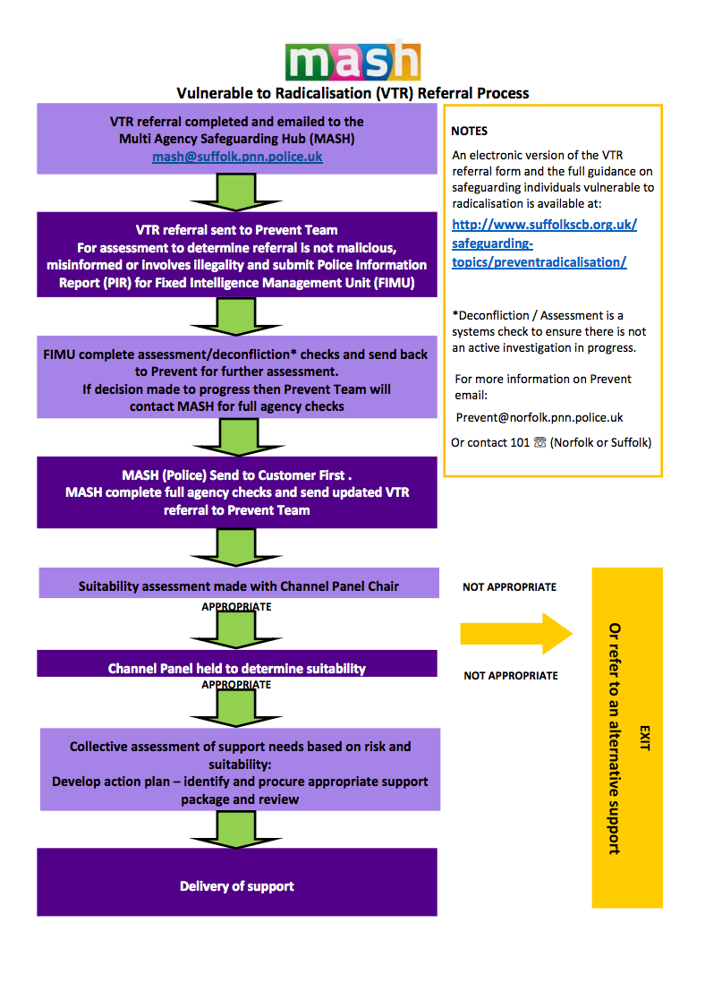 mash
Vulnerable to Radicalisation (VTR) Referral Process
VTR referral completed and emailed to the
Multi Agency Safeguarding Hub (MASH)
mash@suffolk.pnn.police.uk
VTR referral sent to Prevent Team
For assessment to determine referral is not malicious,
misinformed or involves illegality and submit Police Information
Report (PIR) for Fixed Intelligence Management Unit (FIMU)
FIMU complete assessment/deconfliction* checks and send back
to Prevent for further assessment.
If decision made to progress then Prevent Team will
contact MASH for full agency checks
MASH (Police) Send to Customer First .
MASH complete full agency checks and send updated VTR
referral to Prevent Team
Suitability assessment made with Channel Panel Chair
APPROPRIATE
Channel Panel held to determine suitability
APPROPRIATE
Collective assessment of support needs based on risk and
suitability:
Develop action plan – identify and procure appropriate support
package and review
Delivery of support
NOTES
An electronic version of the VTR
referral form and the full guidance on
safeguarding individuals vulnerable to
radicalisation is available at:
http://www.suffolkscb.org.uk/
safeguarding-
topics/preventradicalisation/
*Deconfliction / Assessment is a
systems check to ensure there is not
an active investigation in progress.
For more information on Prevent
email:
Prevent@norfolk.pnn.police.uk
Or contact 101 ☏ (Norfolk or Suffolk)
NOT APPROPRIATE
NOT APPROPRIATE
EXIT
Or refer to an alternative support